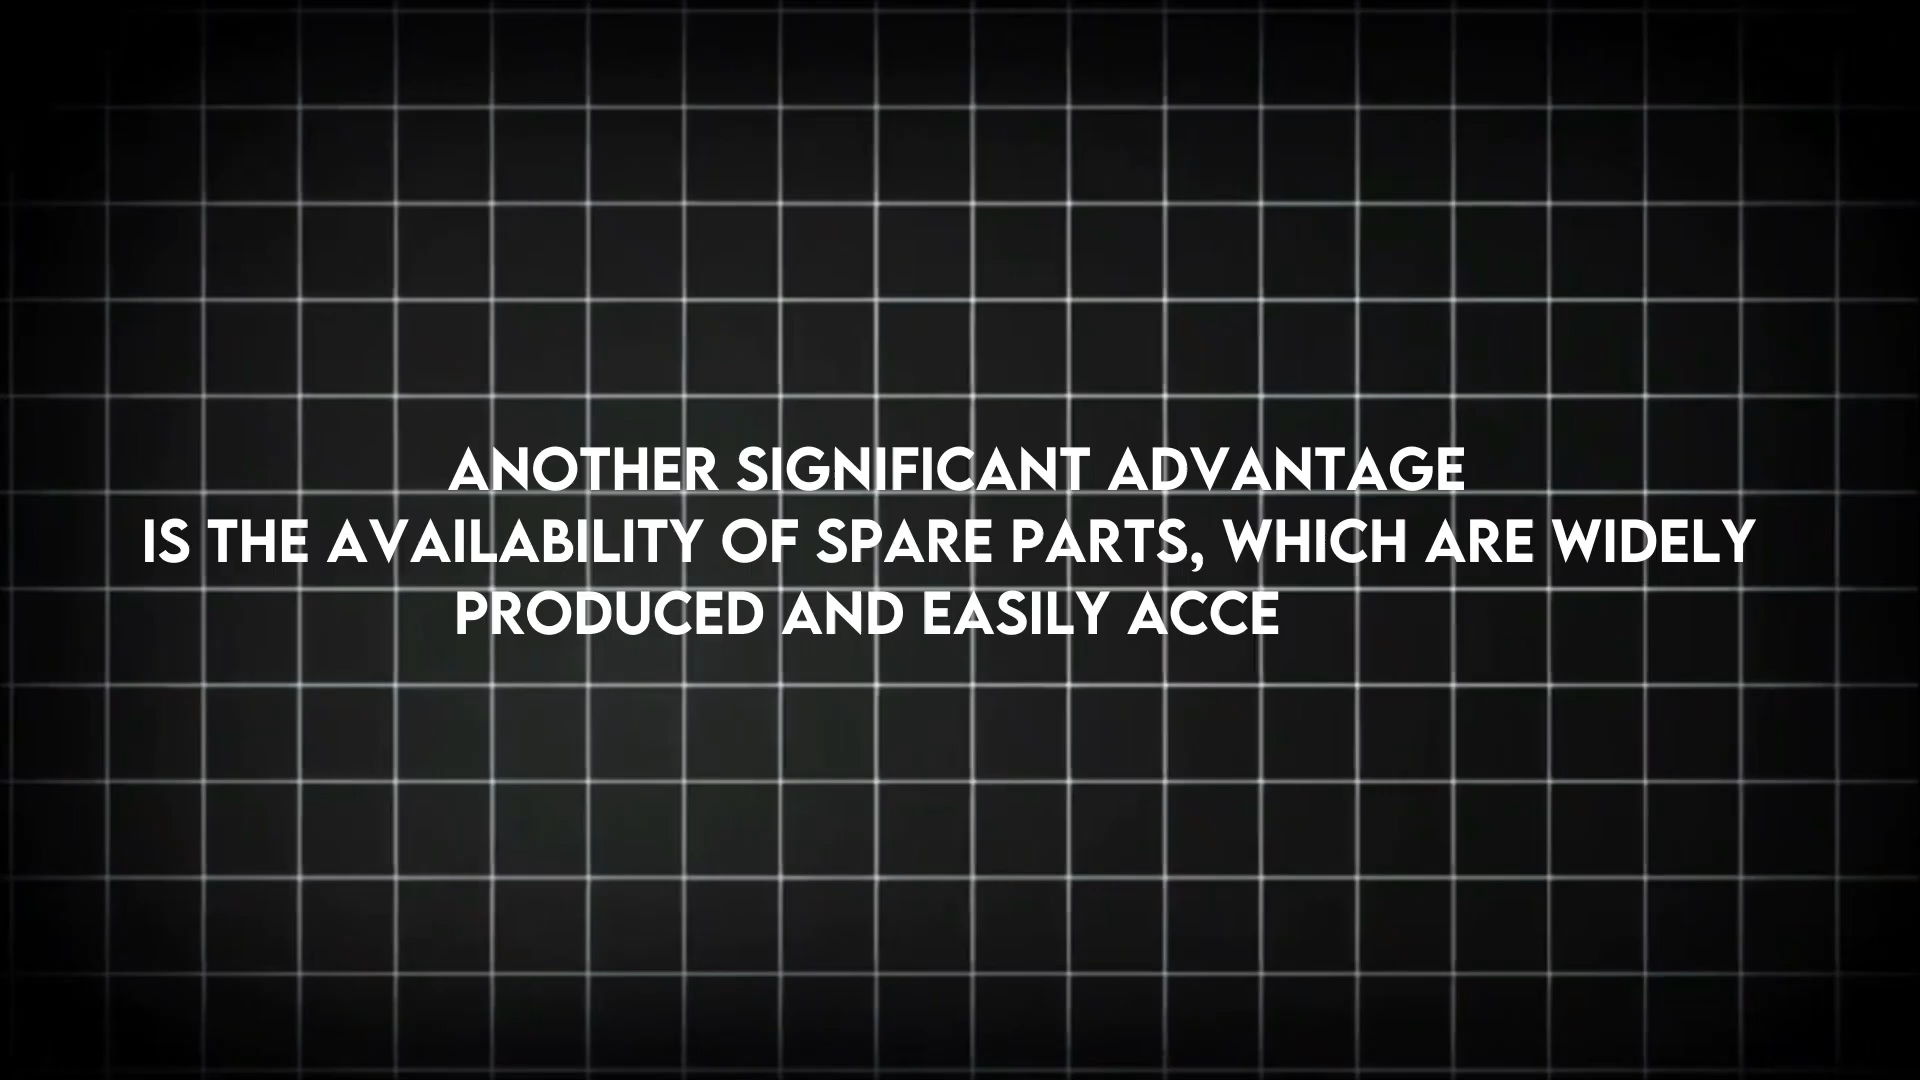 ANOTHER SIGNIFICANT ADVANTAGE
IS THE AVAILABILITY OF SPARE PARTS, WHICH ARE WIDELY
PRODUCED AND EASILY ACCE